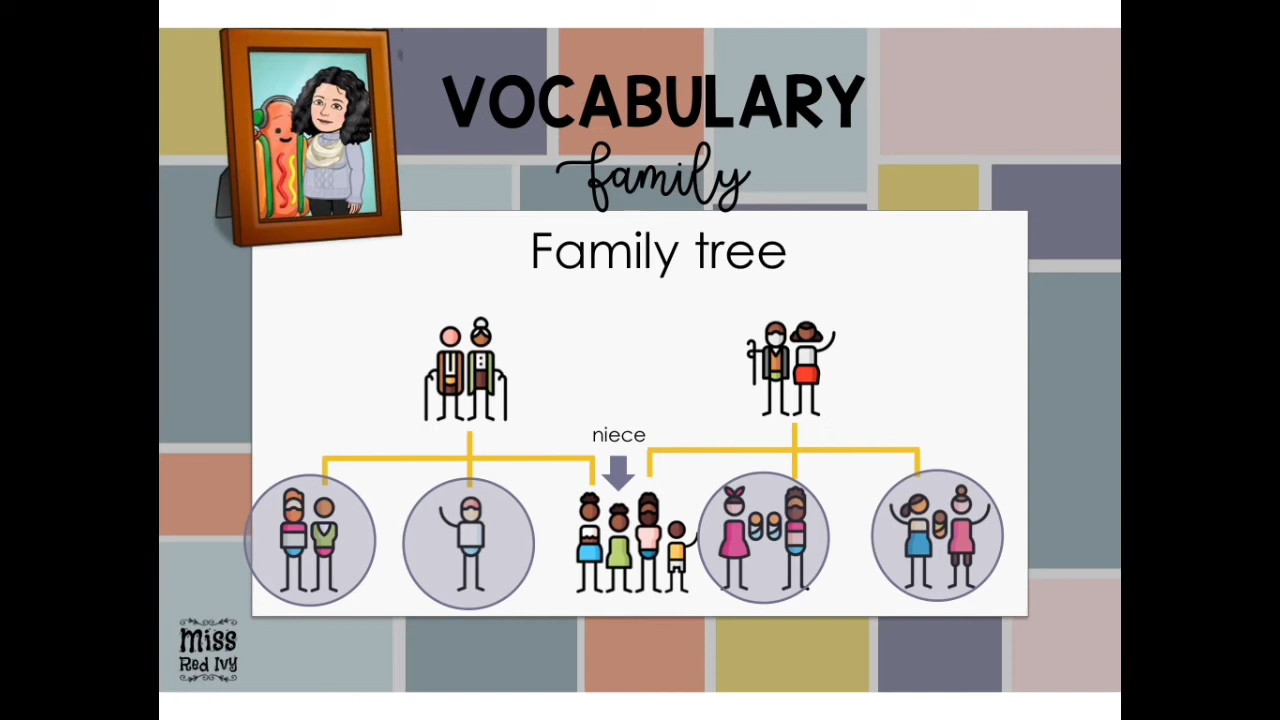 VOCABULARY
family
Family tree
niece
Miss
Red Ivy